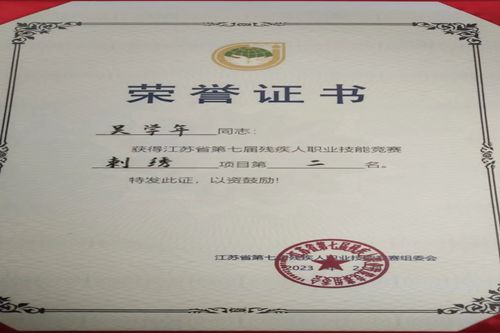 荣誉证书
吴学年 同志:
获得江苏省第七届残疾人职业技能竞赛
刺绣 项目第 二 名。
特发此证，以资鼓励!
江苏省第七届残疾人职业技能竞赛组委会
2023 年 2